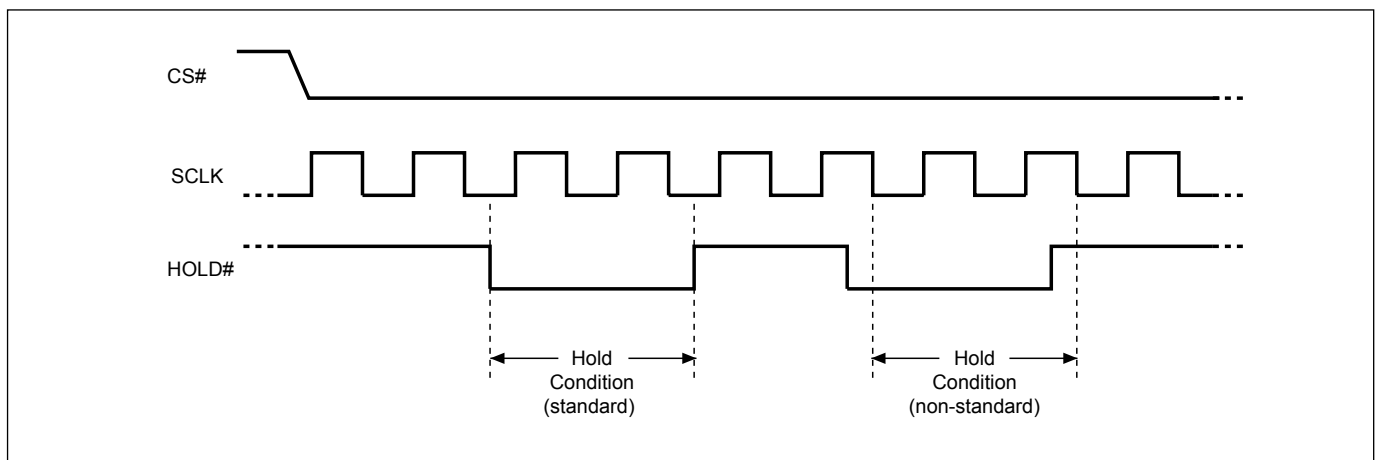 CS#
SCLK
HOLD#
Hold
Condition
(standard)
Hold
Condition
(non-standard)